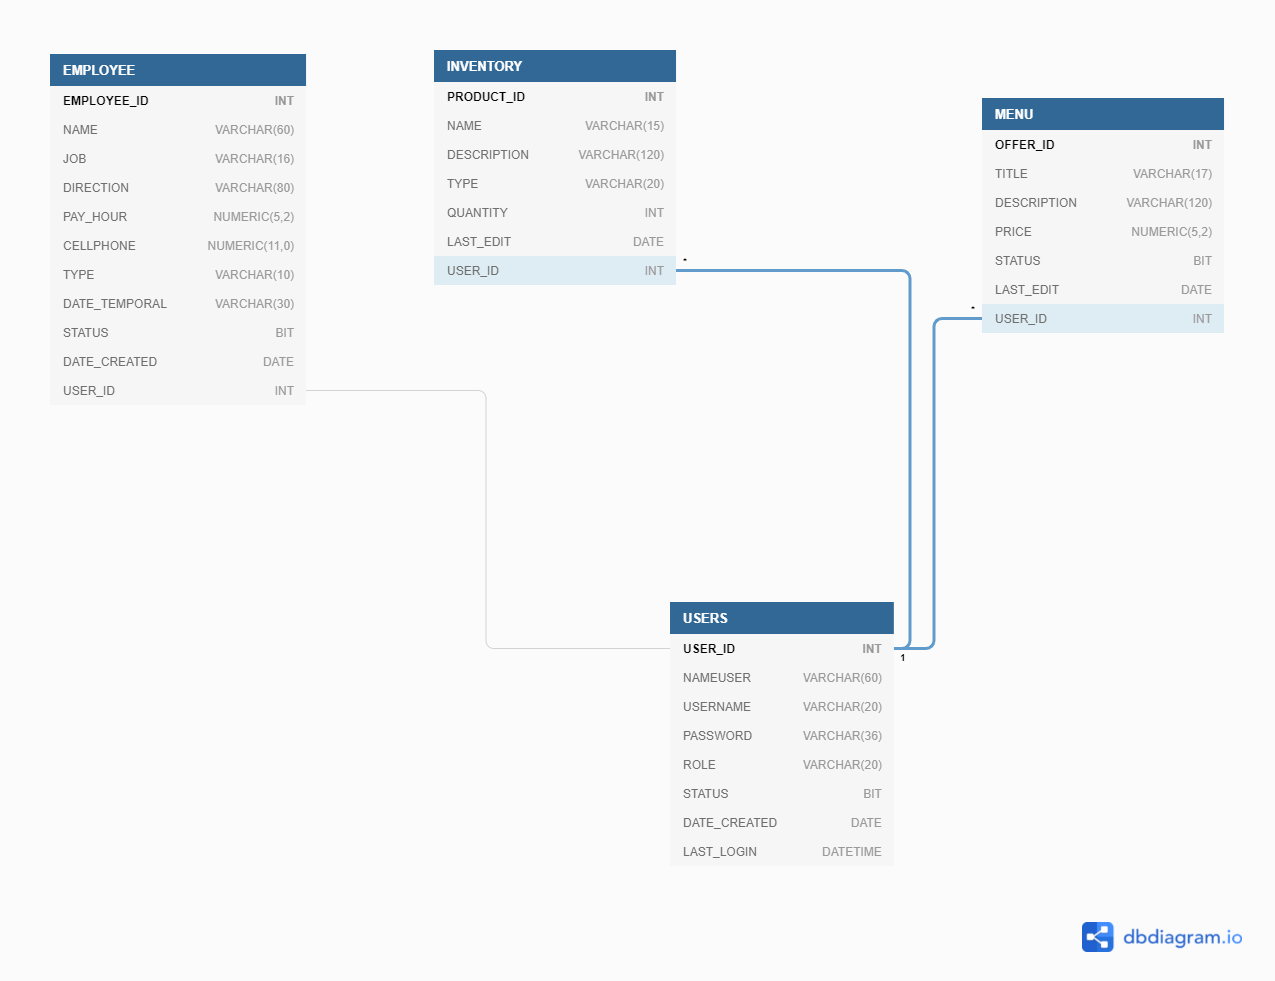 EMPLOYEE
EMPLOYEE_ID INT
NAME VARCHAR(60)
JOB VARCHAR(16)
DIRECTION VARCHAR(80)
PAY_HOUR NUMERIC(5,2)
CELLPHONE NUMERIC(11,0)
TYPE VARCHAR(10)
DATE_TEMPORAL VARCHAR(30)
STATUS BIT
DATE_CREATED DATE
USER_ID INT
INVENTORY
PRODUCT_ID INT
NAME VARCHAR(15)
DESCRIPTION VARCHAR(120)
TYPE VARCHAR(20)
QUANTITY INT
LAST_EDIT DATE
USER_ID INT
*
MENU
OFFER_ID INT
TITLE VARCHAR(17)
DESCRIPTION VARCHAR(120)
PRICE NUMERIC(5,2)
STATUS BIT
LAST_EDIT DATE
USER_ID INT
*
USERS
USER_ID INT
1
NAMEUSER VARCHAR(60)
USERNAME VARCHAR(20)
PASSWORD VARCHAR(36)
ROLE VARCHAR(20)
STATUS BIT
DATE_CREATED DATE
LAST_LOGIN DATETIME
dbdiagram.io